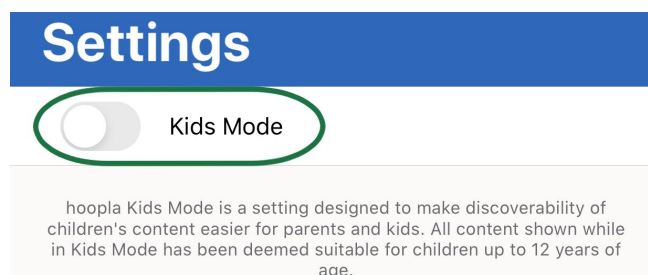 Settings
Kids Mode
hoopla Kids Mode is a setting designed to make discoverability of
children's content easier for parents and kids. All content shown while
in Kids Mode has been deemed suitable for children up to 12 years of
age.